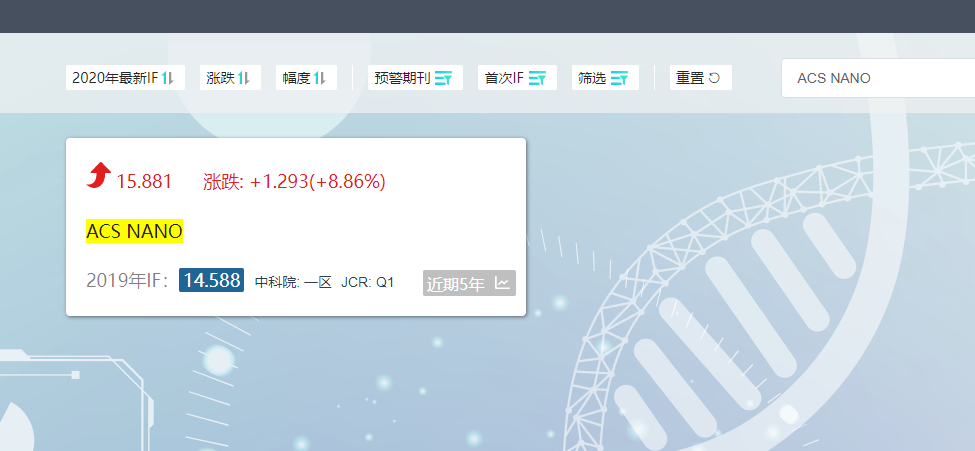 2020年最新IF 涨跌 幅度 预警期刊 首次IF 筛选 重置 ACS NANO
15.881 涨跌: +1.293(+8.86%)
ACS NANO
2019年IF: 14.588 中科院: 一区 JCR: Q1 近期5年